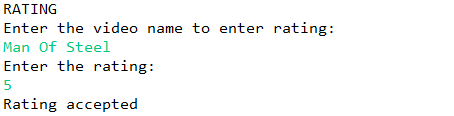 RATING
Enter the video name to enter rating:
Man Of Steel
Enter the rating:
5
Rating accepted